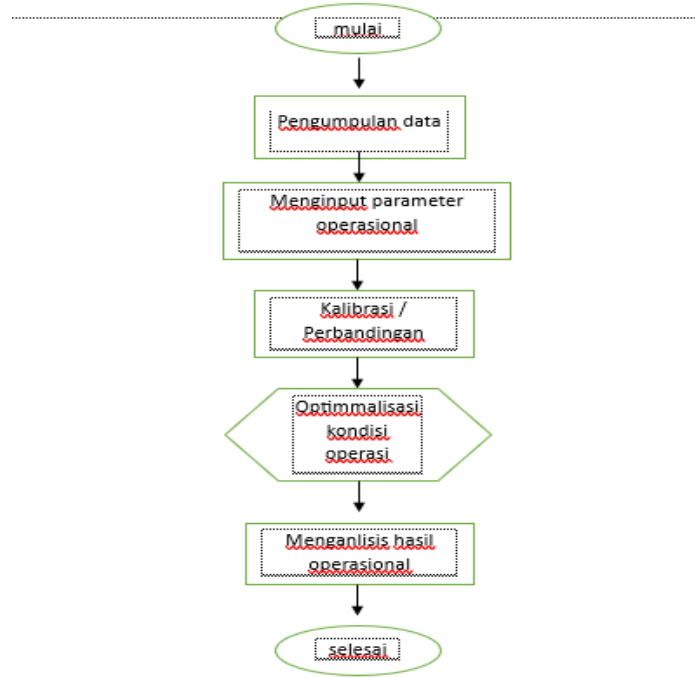 mulai
Pengumpulan data
Menginput parameter
operasional
Kalibrasi /
Perbandingan
Optimmalisasi
kondisi
operasi
Menganlisis hasil
operasional
selesai